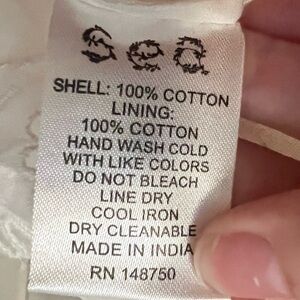 Sea
SHELL: 100% COTTON
LINING:
100% COTTON
HAND WASH COLD
WITH LIKE COLORS
DO NOT BLEACH
LINE DRY
COOL IRON
DRY CLEANABLE
MADE IN INDIA
RN 148750